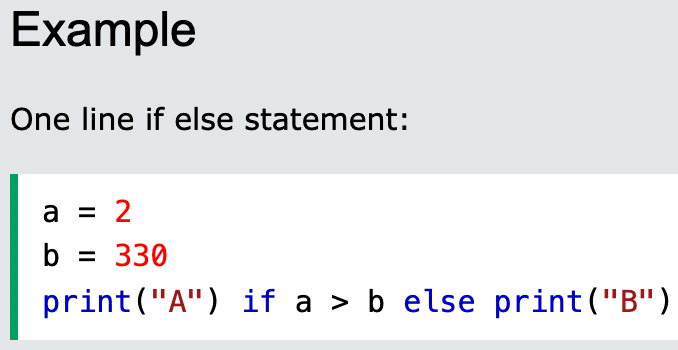 Example
One line if else statement:
a = 2
b = 330
print("A") if a > b else print("B")